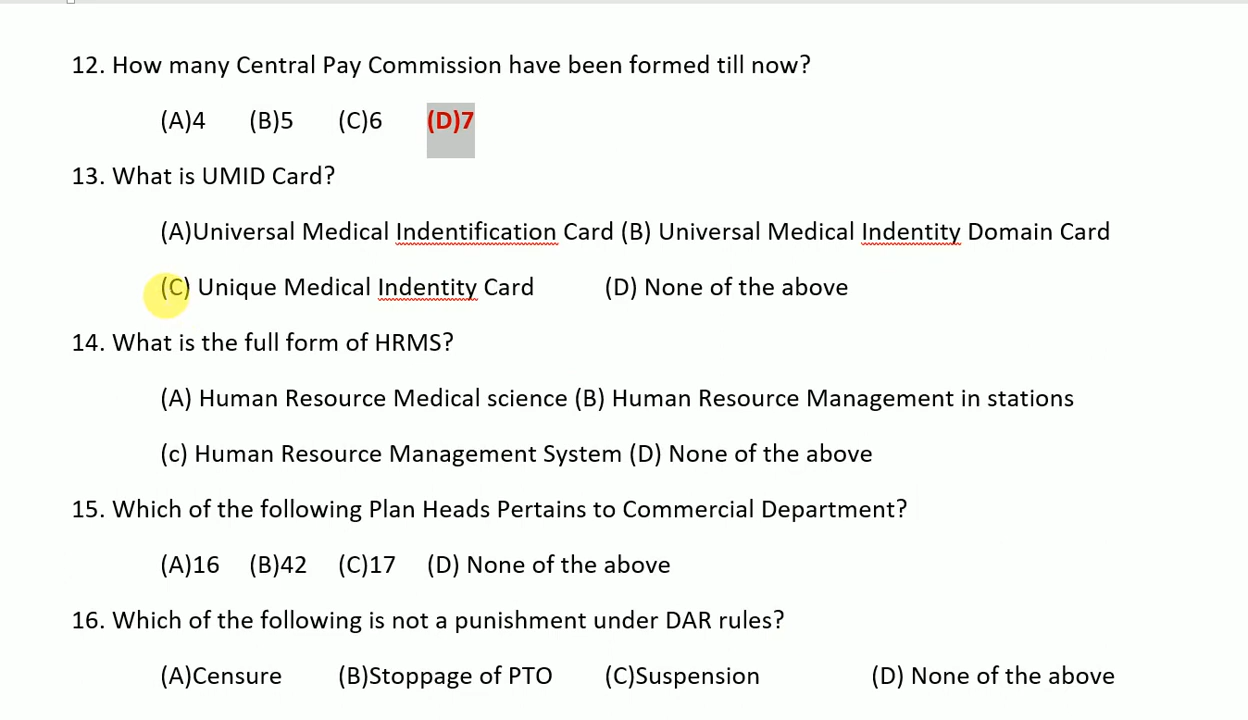 12. How many Central Pay Commission have been formed till now?
(A)4 (B)5 (C)6 (D)7
13. What is UMID Card?
(A)Universal Medical Indentification Card (B) Universal Medical Indentity Domain Card
(C) Unique Medical Indentity Card (D) None of the above
14. What is the full form of HRMS?
(A) Human Resource Medical science (B) Human Resource Management in stations
(c) Human Resource Management System (D) None of the above
15. Which of the following Plan Heads Pertains to Commercial Department?
(A)16 (B)42 (C)17 (D) None of the above
16. Which of the following is not a punishment under DAR rules?
(A)Censure (B)Stoppage of PTO (C)Suspension (D) None of the above